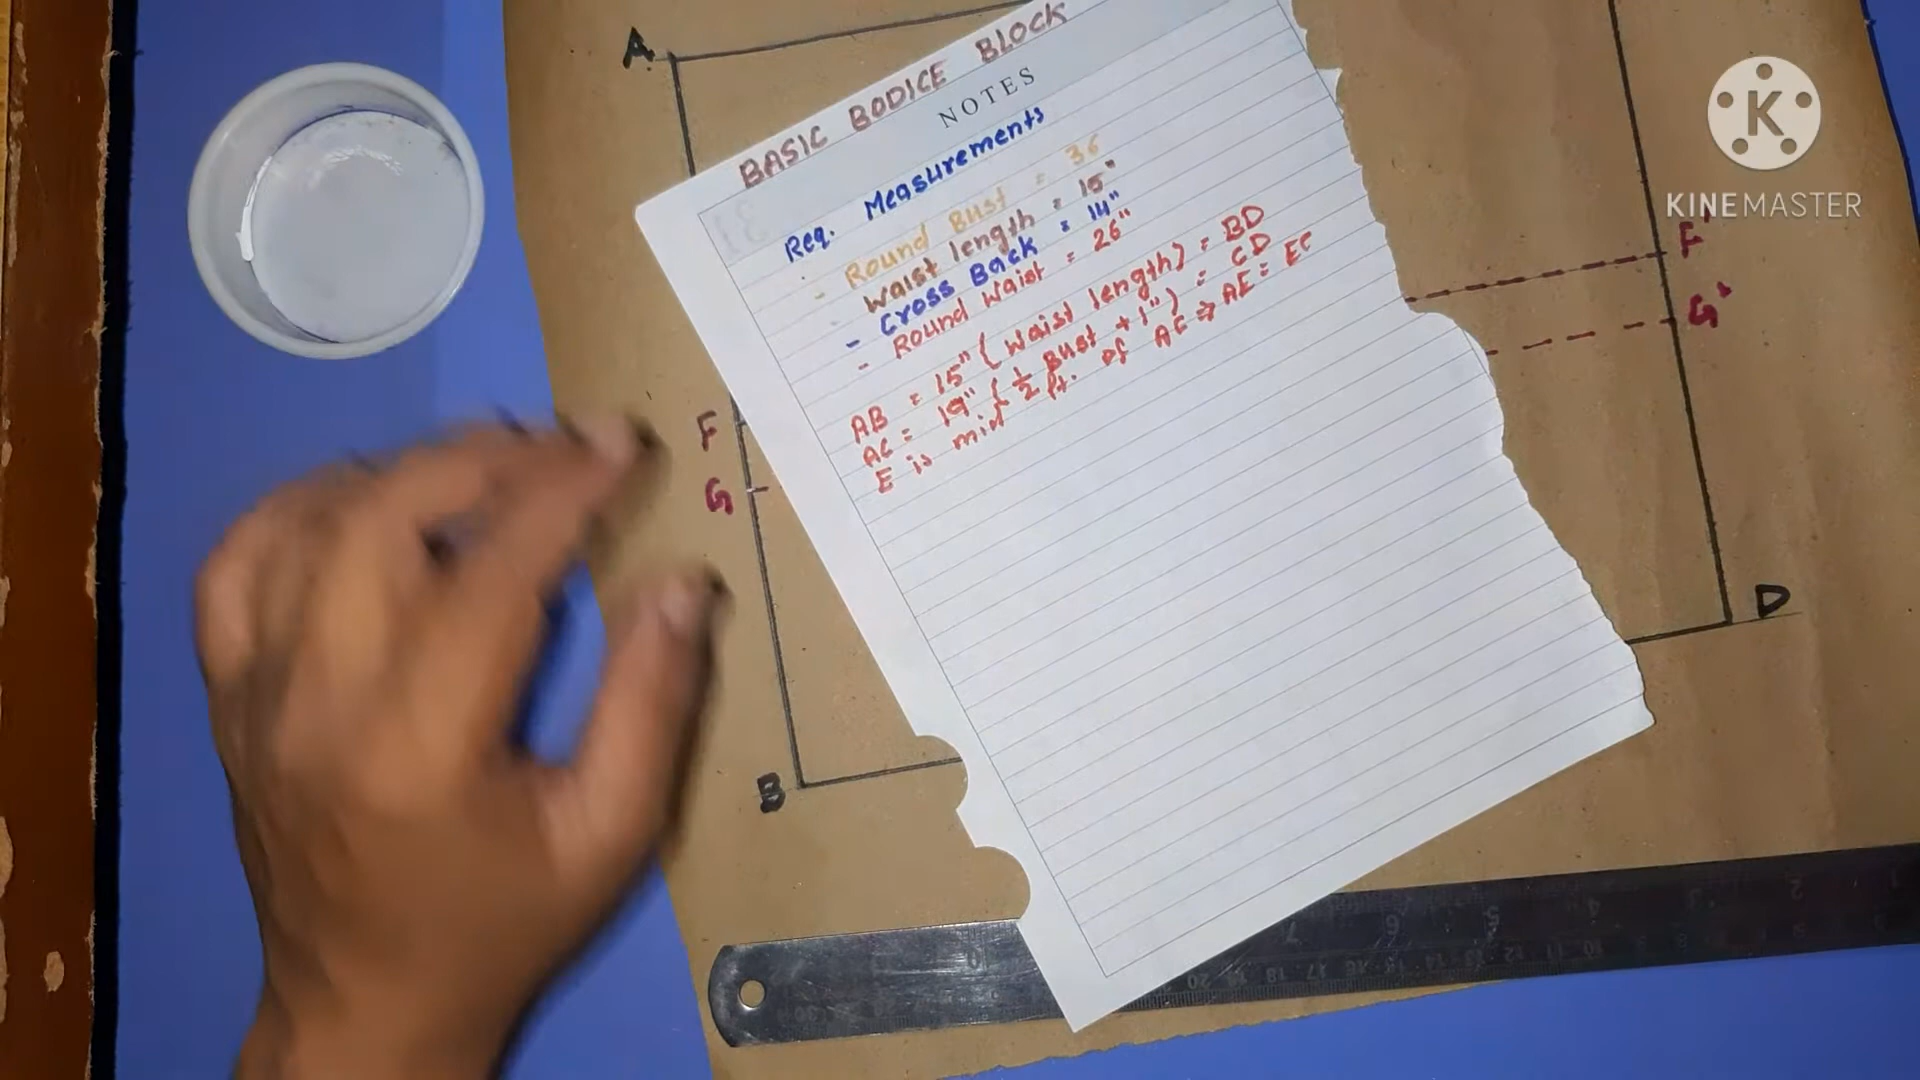 BASIC BODICE BLOCK
NOTES
Req. Measurements
- Round Bust = 36
- Waist length = 15"
- Cross Back = 14"
- Round Waist = 26"
AB = 15" (Waist length) = BD
AC = 19" (½ Bust + 1") = CD
E is mid pt. of AC ⇒ AE = EC
A
F
G
B
F'
G'
D
KINEMASTER